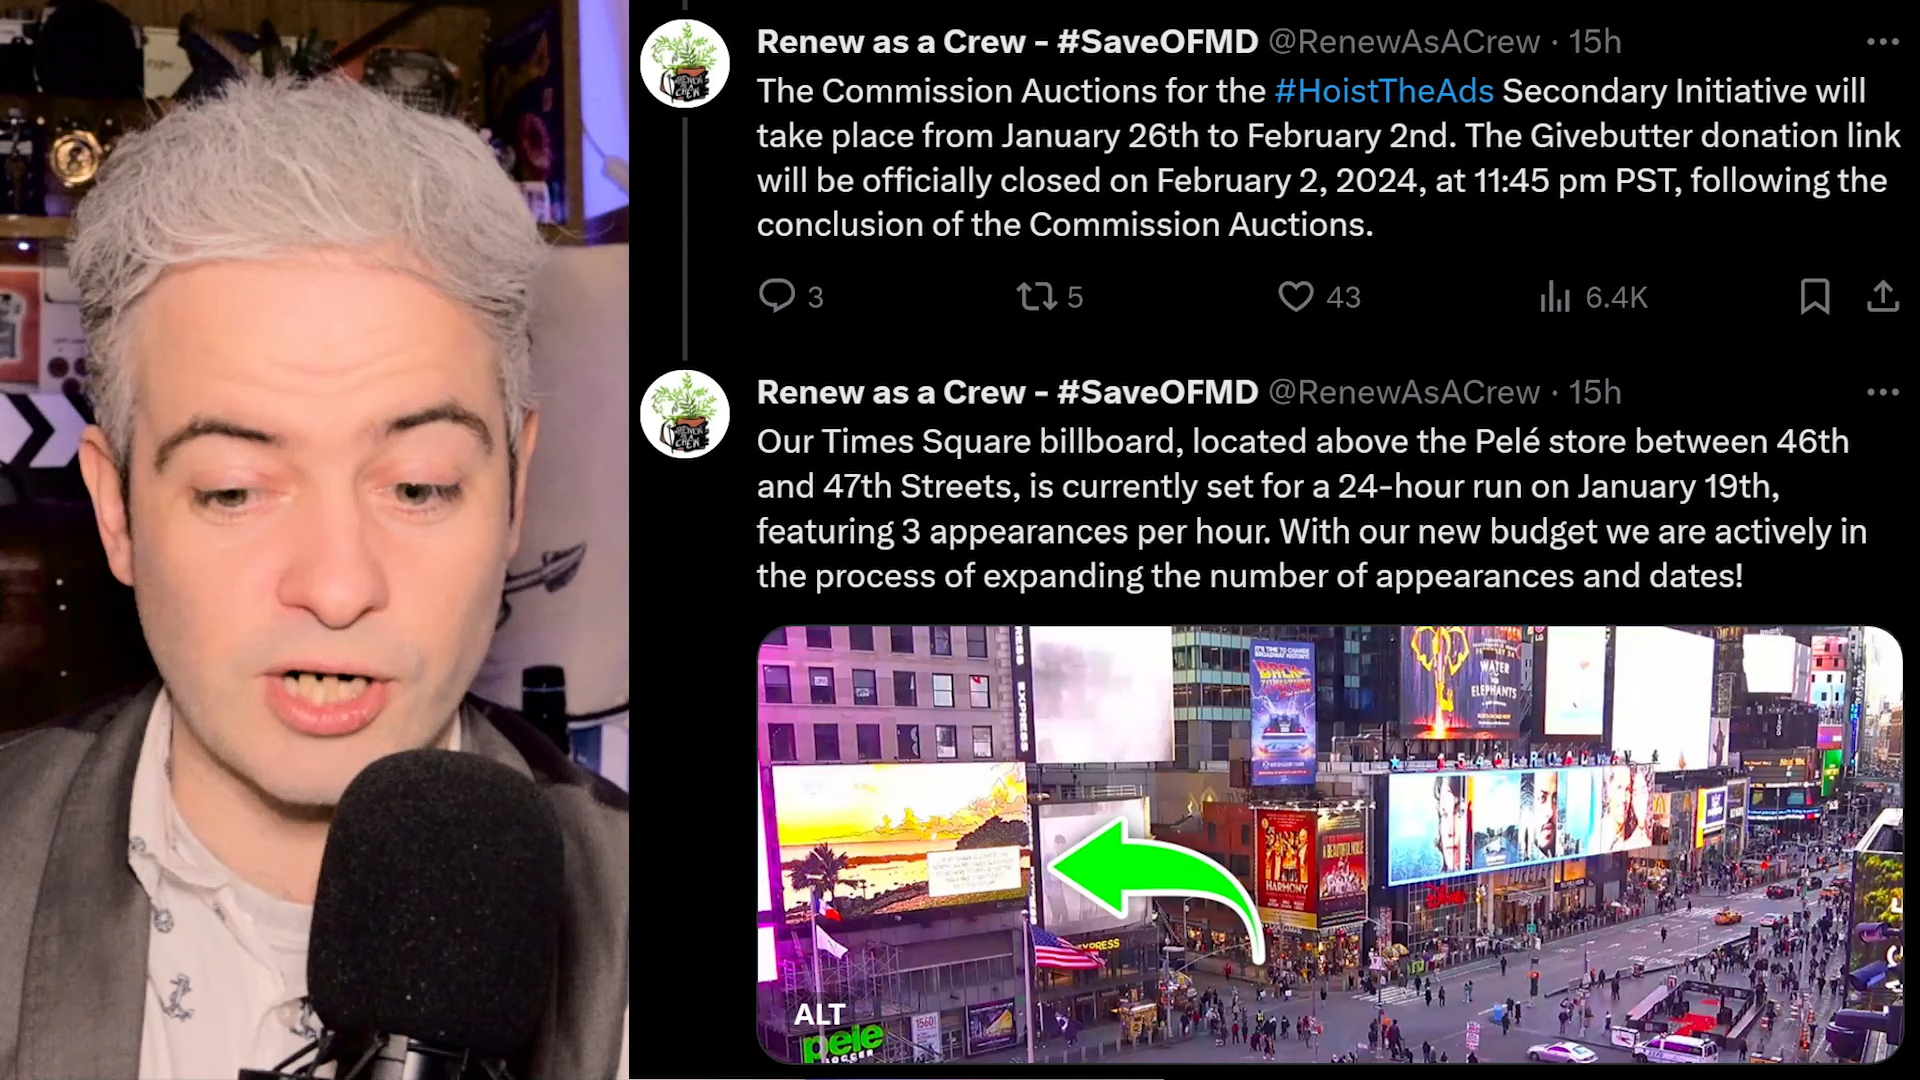 Renew as a Crew - #SaveOFMD @RenewAsACrew · 15h
The Commission Auctions for the #HoistTheAds Secondary Initiative will
take place from January 26th to February 2nd. The Givebutter donation link
will be officially closed on February 2, 2024, at 11:45 pm PST, following the
conclusion of the Commission Auctions.
3 5 43 6.4K
Renew as a Crew - #SaveOFMD @RenewAsACrew · 15h
Our Times Square billboard, located above the Pelé store between 46th
and 47th Streets, is currently set for a 24-hour run on January 19th,
featuring 3 appearances per hour. With our new budget we are actively in
the process of expanding the number of appearances and dates!
EXPRESS
BACK
WATER
ELEPHANTS
HARMONY
EXPRESS
ALT
pele
SOCCER
1560